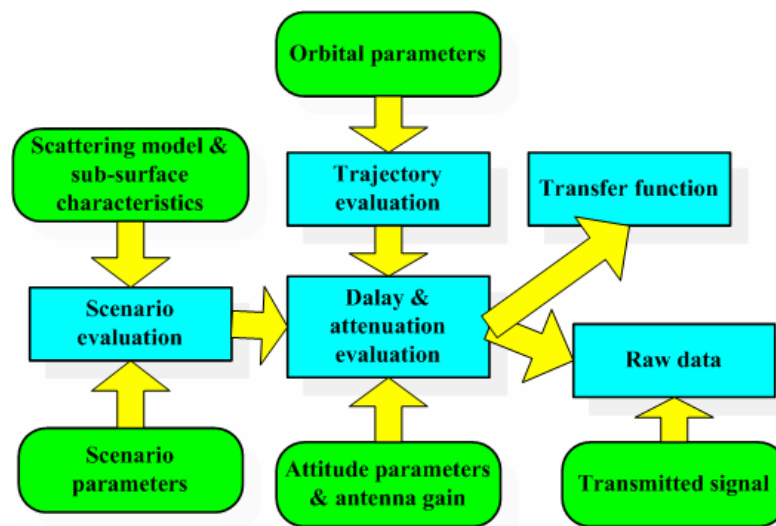 Orbital parameters
Scattering model &
sub-surface
characteristics
Trajectory
evaluation
Transfer function
Scenario
evaluation
Dalay &
attenuation
evaluation
Raw data
Scenario
parameters
Attitude parameters
& antenna gain
Transmitted signal